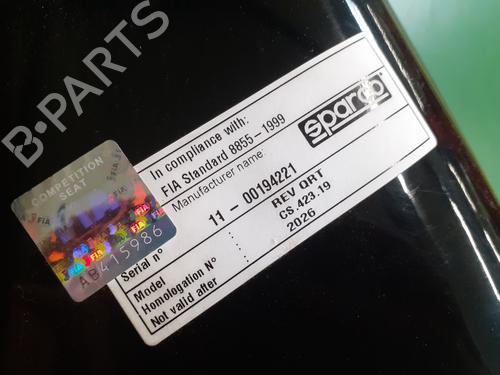 B-PARTS
In compliance with:
FIA Standard 8855-1999
Manufacturer name
sparco
Serial n° : 11 - 00194221
Model : REV QRT
Homologation N° : CS.423.19
Not valid after : 2026
COMPETITION
SEAT
FIA
FIA
AB415986